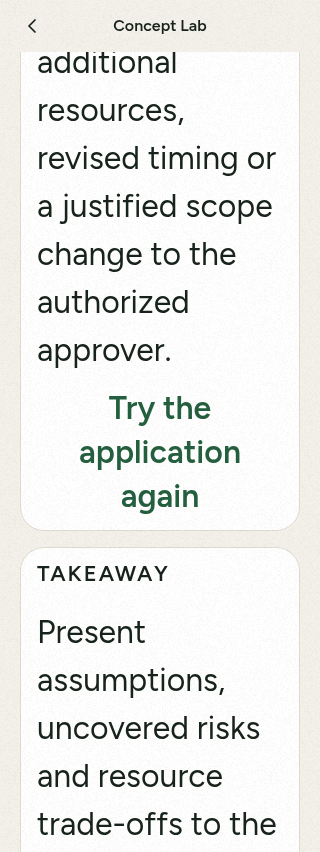 Concept Lab
additional
resources,
revised timing or
a justified scope
change to the
authorized
approver.
Try the
application
again
TAKEAWAY
Present
assumptions,
uncovered risks
and resource
trade-offs to the